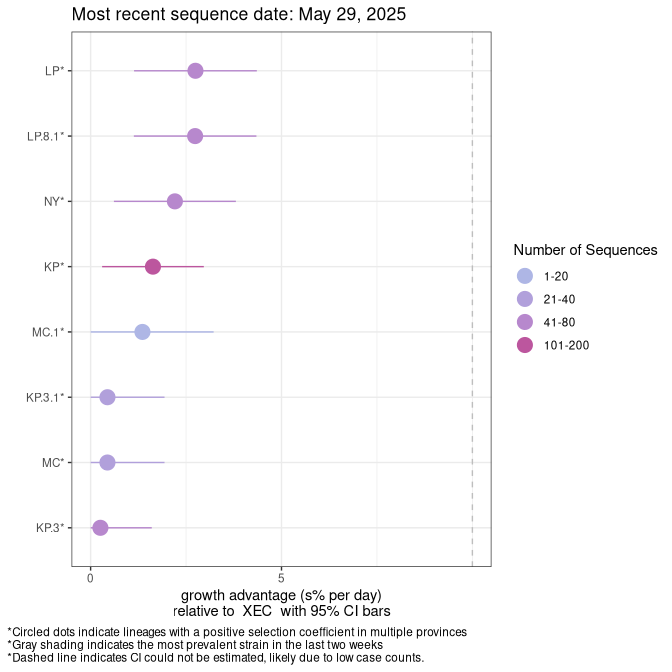 Most recent sequence date: May 29, 2025
LP*
LP.8.1*
NY*
KP*
MC.1*
KP.3.1*
MC*
KP.3*
0 5
growth advantage (s% per day)
relative to XEC with 95% CI bars
Number of Sequences
1-20
21-40
41-80
101-200
*Circled dots indicate lineages with a positive selection coefficient in multiple provinces
*Gray shading indicates the most prevalent strain in the last two weeks
*Dashed line indicates CI could not be estimated, likely due to low case counts.